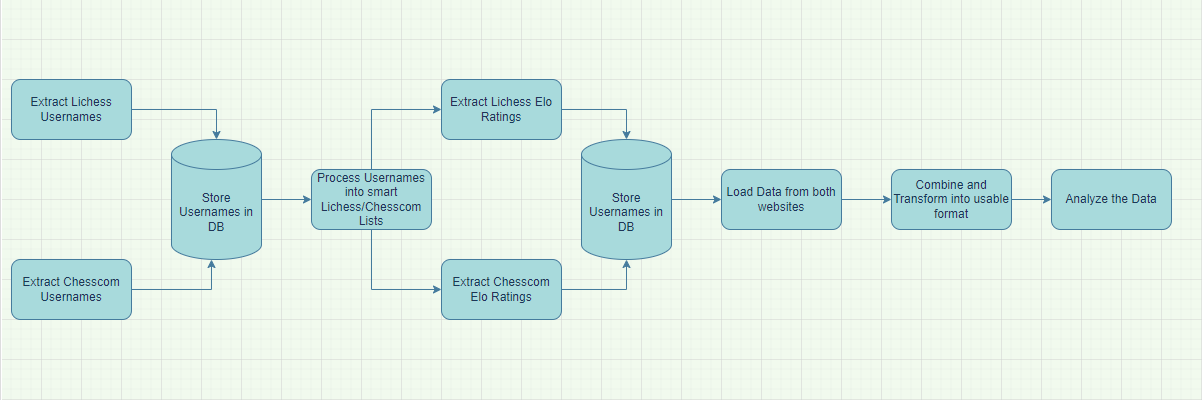 Extract Lichess
Usernames
Extract Chesscom
Usernames
Store
Usernames in
DB
Process Usernames
into smart
Lichess/Chesscom
Lists
Extract Lichess Elo
Ratings
Extract Chesscom
Elo Ratings
Store
Usernames in
DB
Load Data from both
websites
Combine and
Transform into usable
format
Analyze the Data